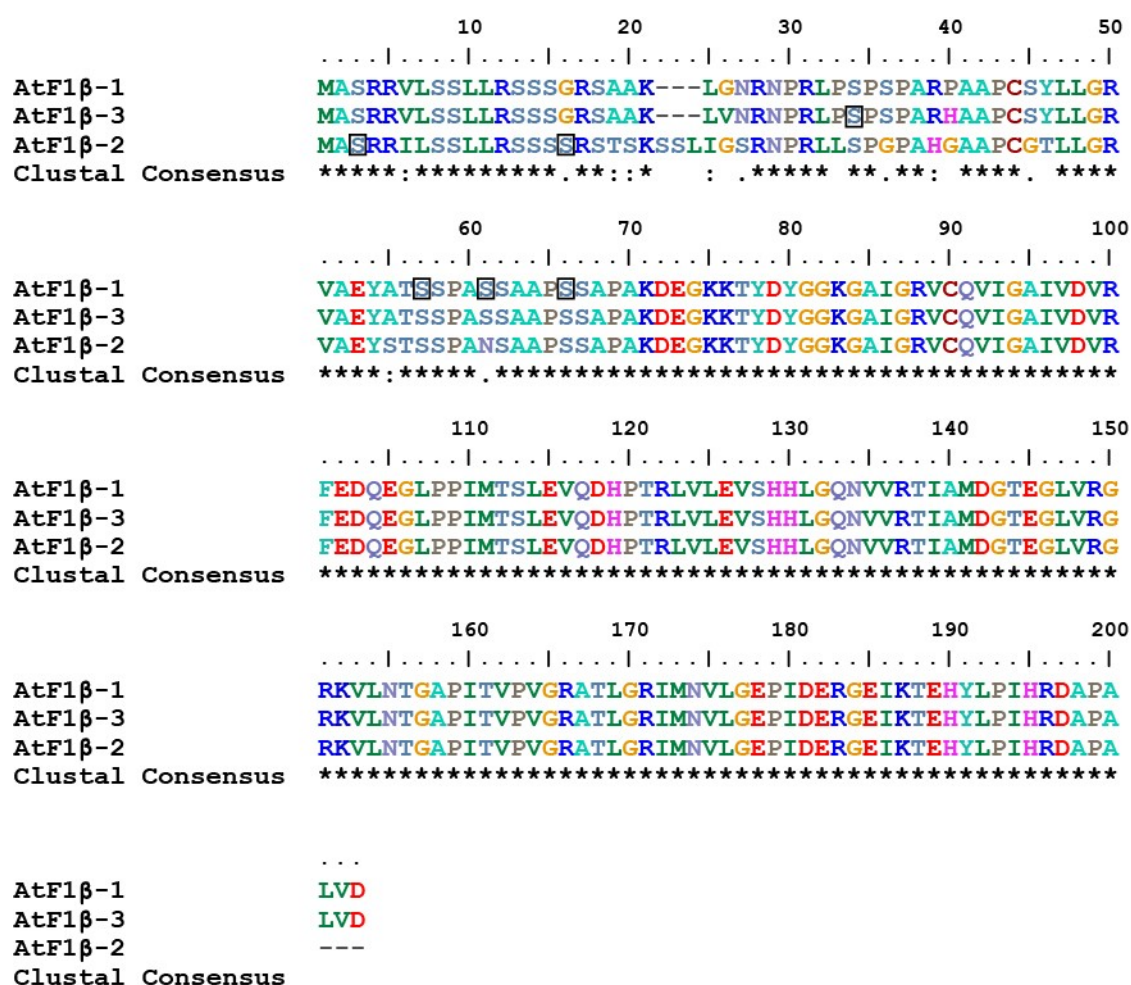 10 20 30 40 50
....|....|....|....|....|....|....|....|....|....|
AtF1β-1 MASRRVLSSLLRSSSGRSAAK---LGNRNPRLPSPSPARPAAPCSYLLGR
AtF1β-3 MASRRVLSSLLRSSSGRSAAK---LVNRNPRLPSPSPARHAAPCSYLLGR
AtF1β-2 MASRRILSSLLRSSSSRSTSKSSLIGSRNPRLLSPGPAHGAAPCGTLLGR
Clustal Consensus *****:*********.**::*   : .***** **.**: ****. ****
60 70 80 90 100
....|....|....|....|....|....|....|....|....|....|
AtF1β-1 VAEYATSSPASSAAPSSAPAKDEGKKTYDYGGKGAIGRVCQVIGAIVDVR
AtF1β-3 VAEYATSSPASSAAPSSAPAKDEGKKTYDYGGKGAIGRVCQVIGAIVDVR
AtF1β-2 VAEYSTSSPANSAAPSSAPAKDEGKKTYDYGGKGAIGRVCQVIGAIVDVR
Clustal Consensus ****:*****.***************************************
110 120 130 140 150
....|....|....|....|....|....|....|....|....|....|
AtF1β-1 FEDQEGLPPIMTSLEVQDHPTRLVLEVSHHLGQNVVRTIAMDGTEGLVRG
AtF1β-3 FEDQEGLPPIMTSLEVQDHPTRLVLEVSHHLGQNVVRTIAMDGTEGLVRG
AtF1β-2 FEDQEGLPPIMTSLEVQDHPTRLVLEVSHHLGQNVVRTIAMDGTEGLVRG
Clustal Consensus **************************************************
160 170 180 190 200
....|....|....|....|....|....|....|....|....|....|
AtF1β-1 RKVLNTGAPITVPVGRATLGRIMNVLGEPIDERGEIKTEHYLPIHRDAPA
AtF1β-3 RKVLNTGAPITVPVGRATLGRIMNVLGEPIDERGEIKTEHYLPIHRDAPA
AtF1β-2 RKVLNTGAPITVPVGRATLGRIMNVLGEPIDERGEIKTEHYLPIHRDAPA
Clustal Consensus **************************************************
...
AtF1β-1 LVD
AtF1β-3 LVD
AtF1β-2 ---
Clustal Consensus